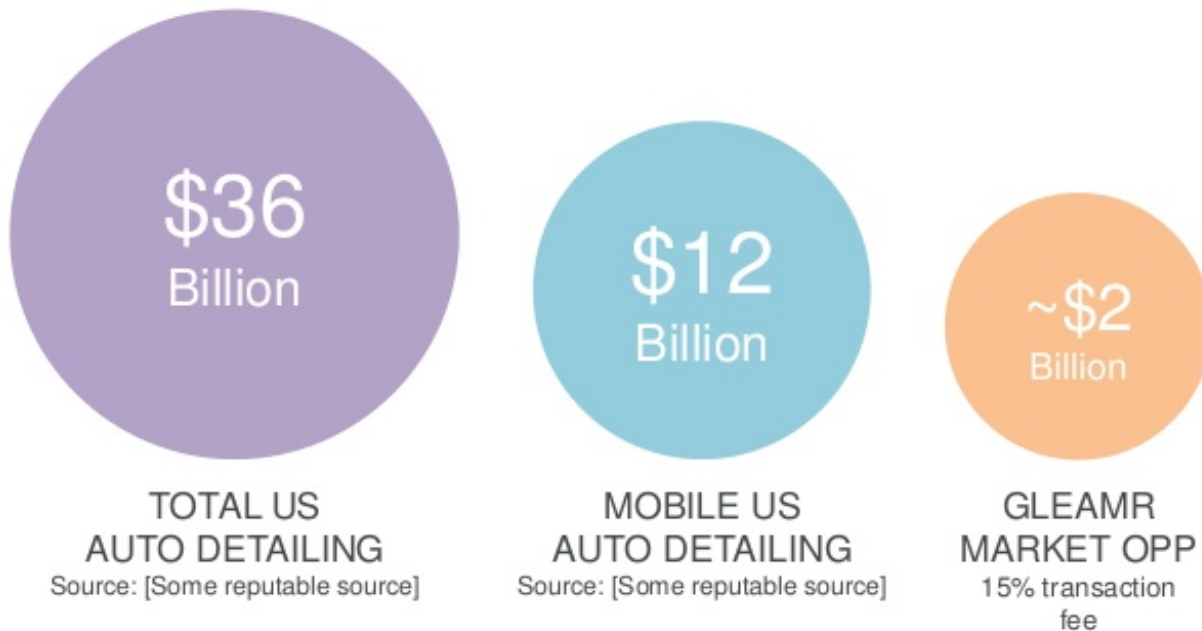 $36
Billion
$12
Billion
~$2
Billion
TOTAL US
AUTO DETAILING
Source: [Some reputable source]
MOBILE US
AUTO DETAILING
Source: [Some reputable source]
GLEAMR
MARKET OPP
15% transaction
fee